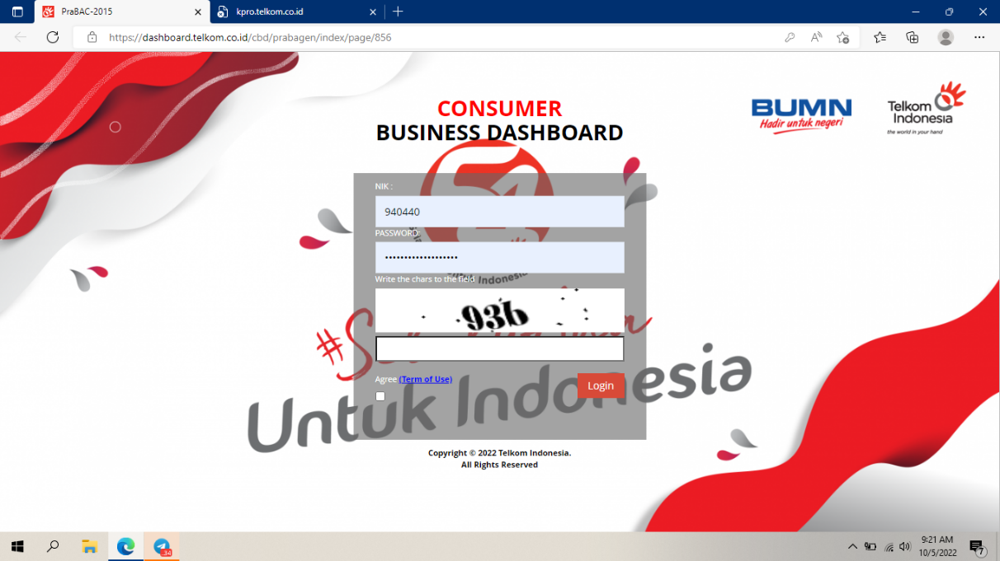 PraBAC-2015
kpro.telkom.co.id
https://dashboard.telkom.co.id/cbd/prabagen/index/page/856
CONSUMER
BUSINESS DASHBOARD
BUMN
Hadir untuk negeri
Telkom
Indonesia
the world in your hand
NIK :
940440
PASSWORD:
Indonesia
Write the chars to the field
93b
Agree (Term of Use)
Login
Untuk Indonesia
Copyright © 2022 Telkom Indonesia.
All Rights Reserved
34
9:21 AM
10/5/2022
7